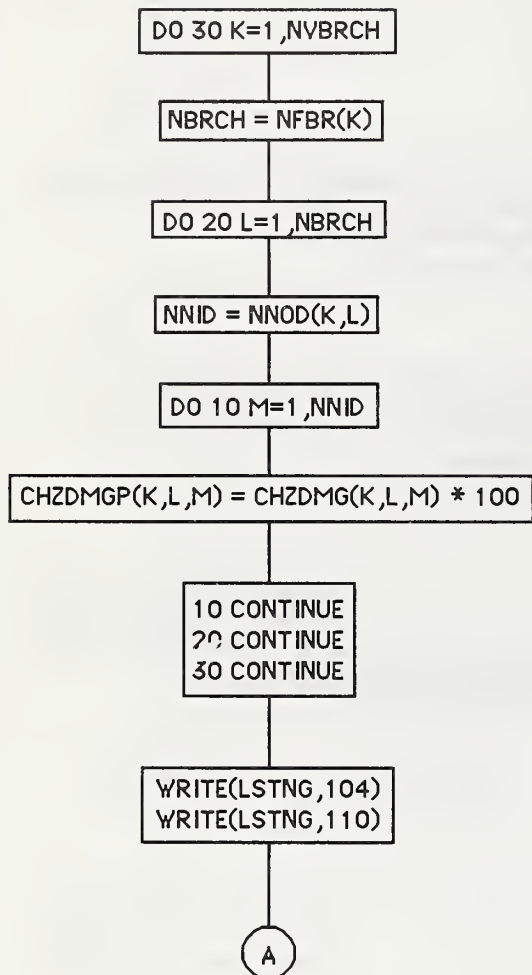 DO 30 K=1,NVBRCH
NBRCH = NFBR(K)
DO 20 L=1,NBRCH
NNID = NNOD(K,L)
DO 10 M=1,NNID
CHZDMGP(K,L,M) = CHZDMG(K,L,M) * 100
10 CONTINUE
20 CONTINUE
30 CONTINUE
WRITE(LSTNG,104)
WRITE(LSTNG,110)
A